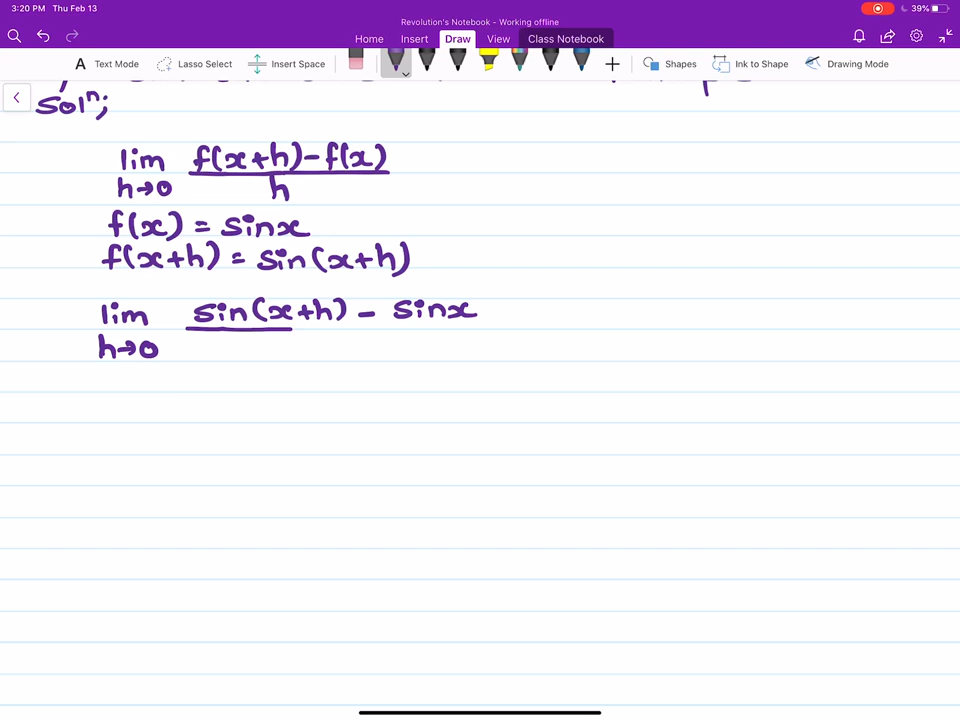 3:20 PM Thu Feb 13
39%
Revolution's Notebook - Working offline
Home Insert Draw View Class Notebook
A Text Mode Lasso Select Insert Space Shapes Ink to Shape Drawing Mode
solⁿ;
lim f(x+h)-f(x)
h→0 h
f(x) = sinx
f(x+h) = sin(x+h)
lim sin(x+h) - sinx
h→0